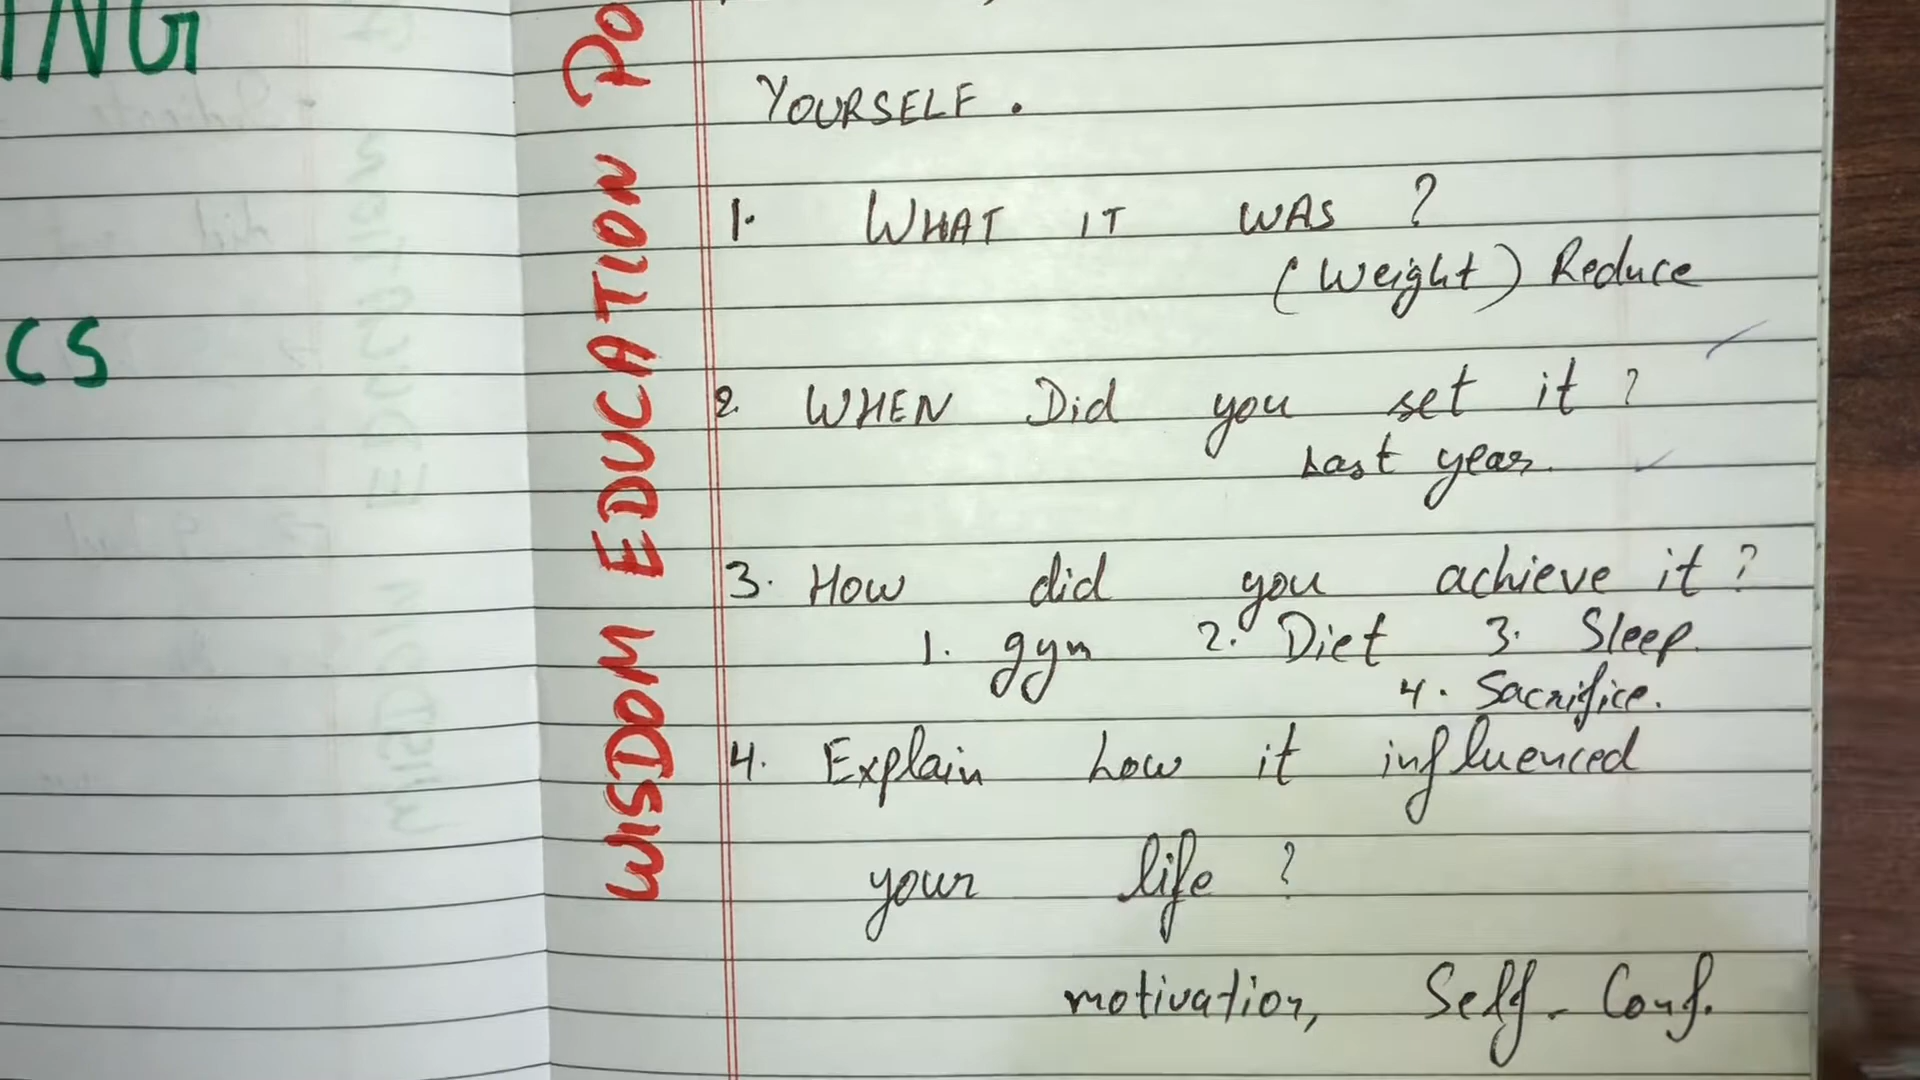 ING
CS
WISDOM EDUCATION PO
YOURSELF.
1. WHAT IT WAS ?
(Weight) Reduce
2. WHEN Did you set it ?
Last year.
3. How did you achieve it ?
1. gym 2. Diet 3. Sleep.
4. Sacrifice.
4. Explain how it influenced
your life ?
motivation, Self-Conf.